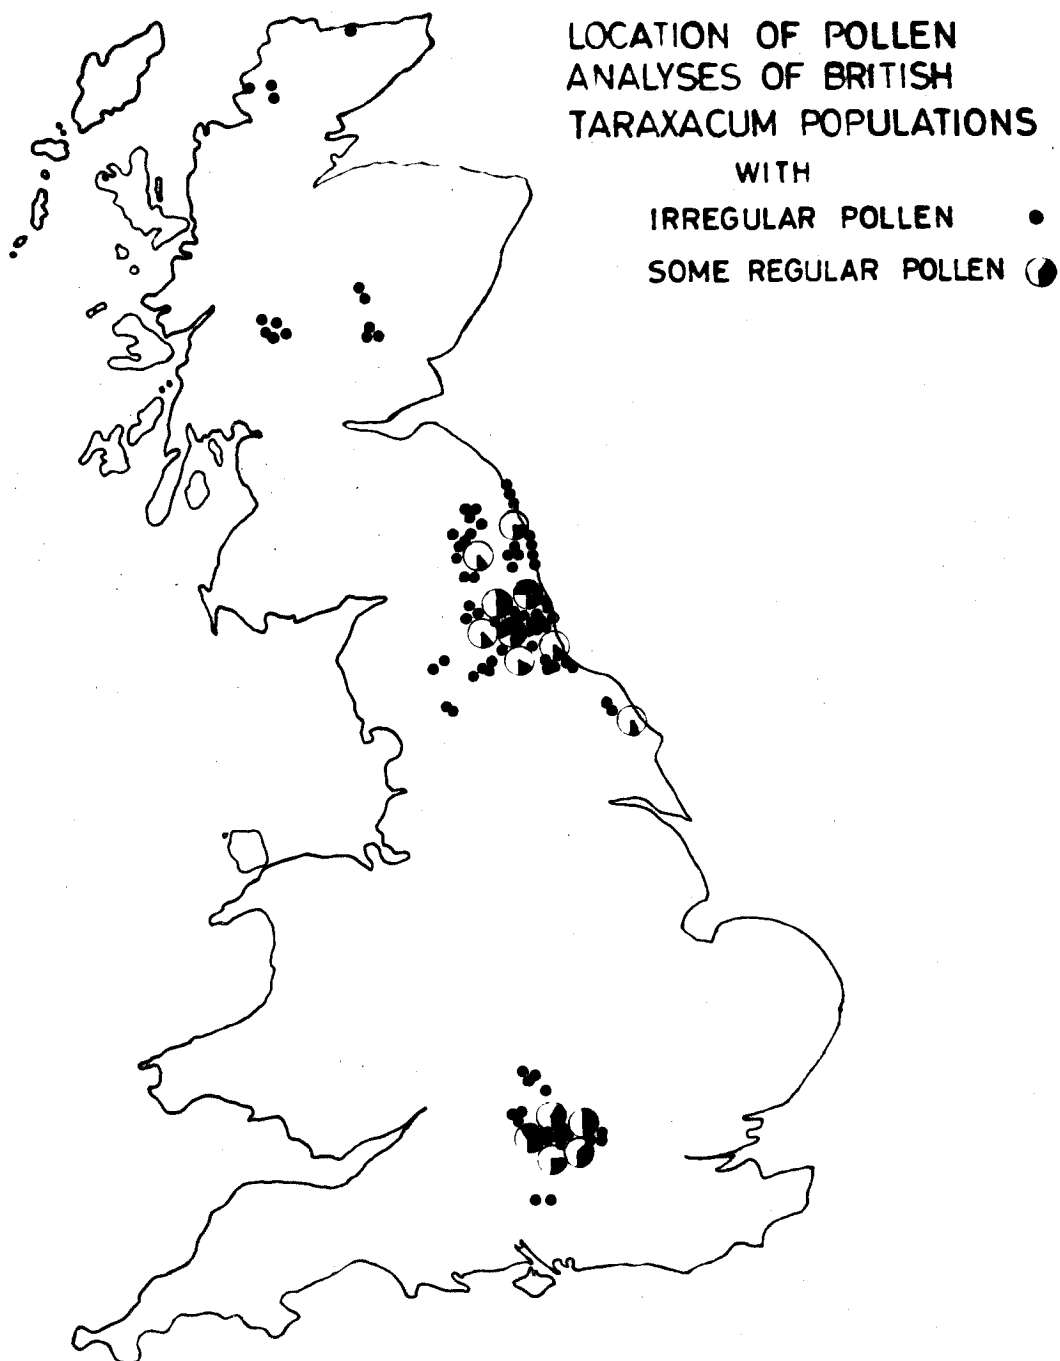 LOCATION OF POLLEN
ANALYSES OF BRITISH
TARAXACUM POPULATIONS
WITH
IRREGULAR POLLEN
SOME REGULAR POLLEN